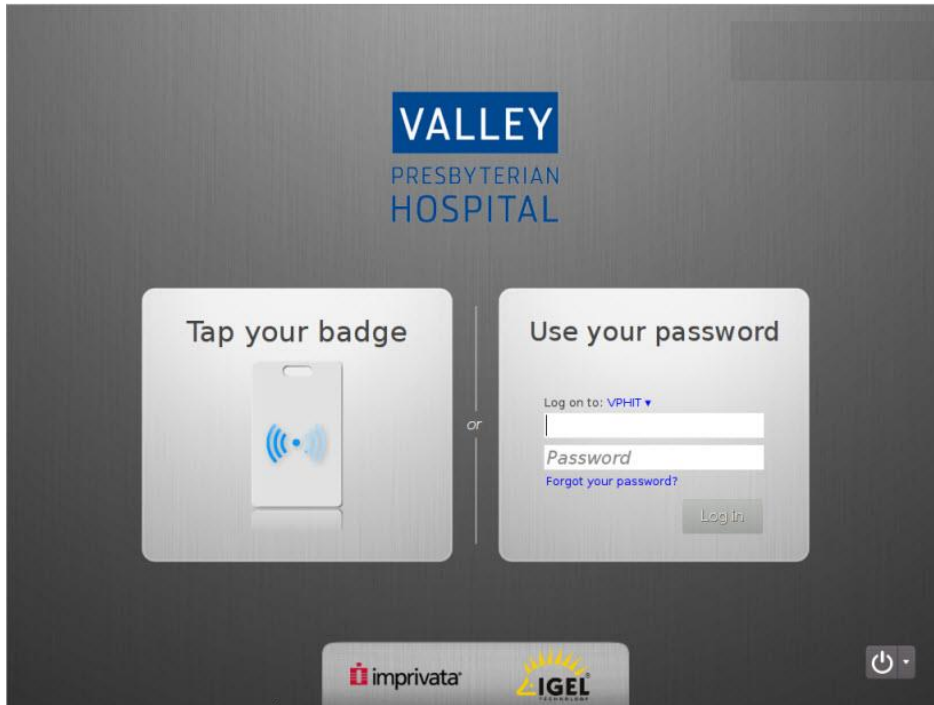 VALLEY
PRESBYTERIAN
HOSPITAL
Tap your badge
or
Use your password
Log on to: VPHIT ▾
Password
Forgot your password?
Log in
imprivata®
IGEL®
TECHNOLOGY